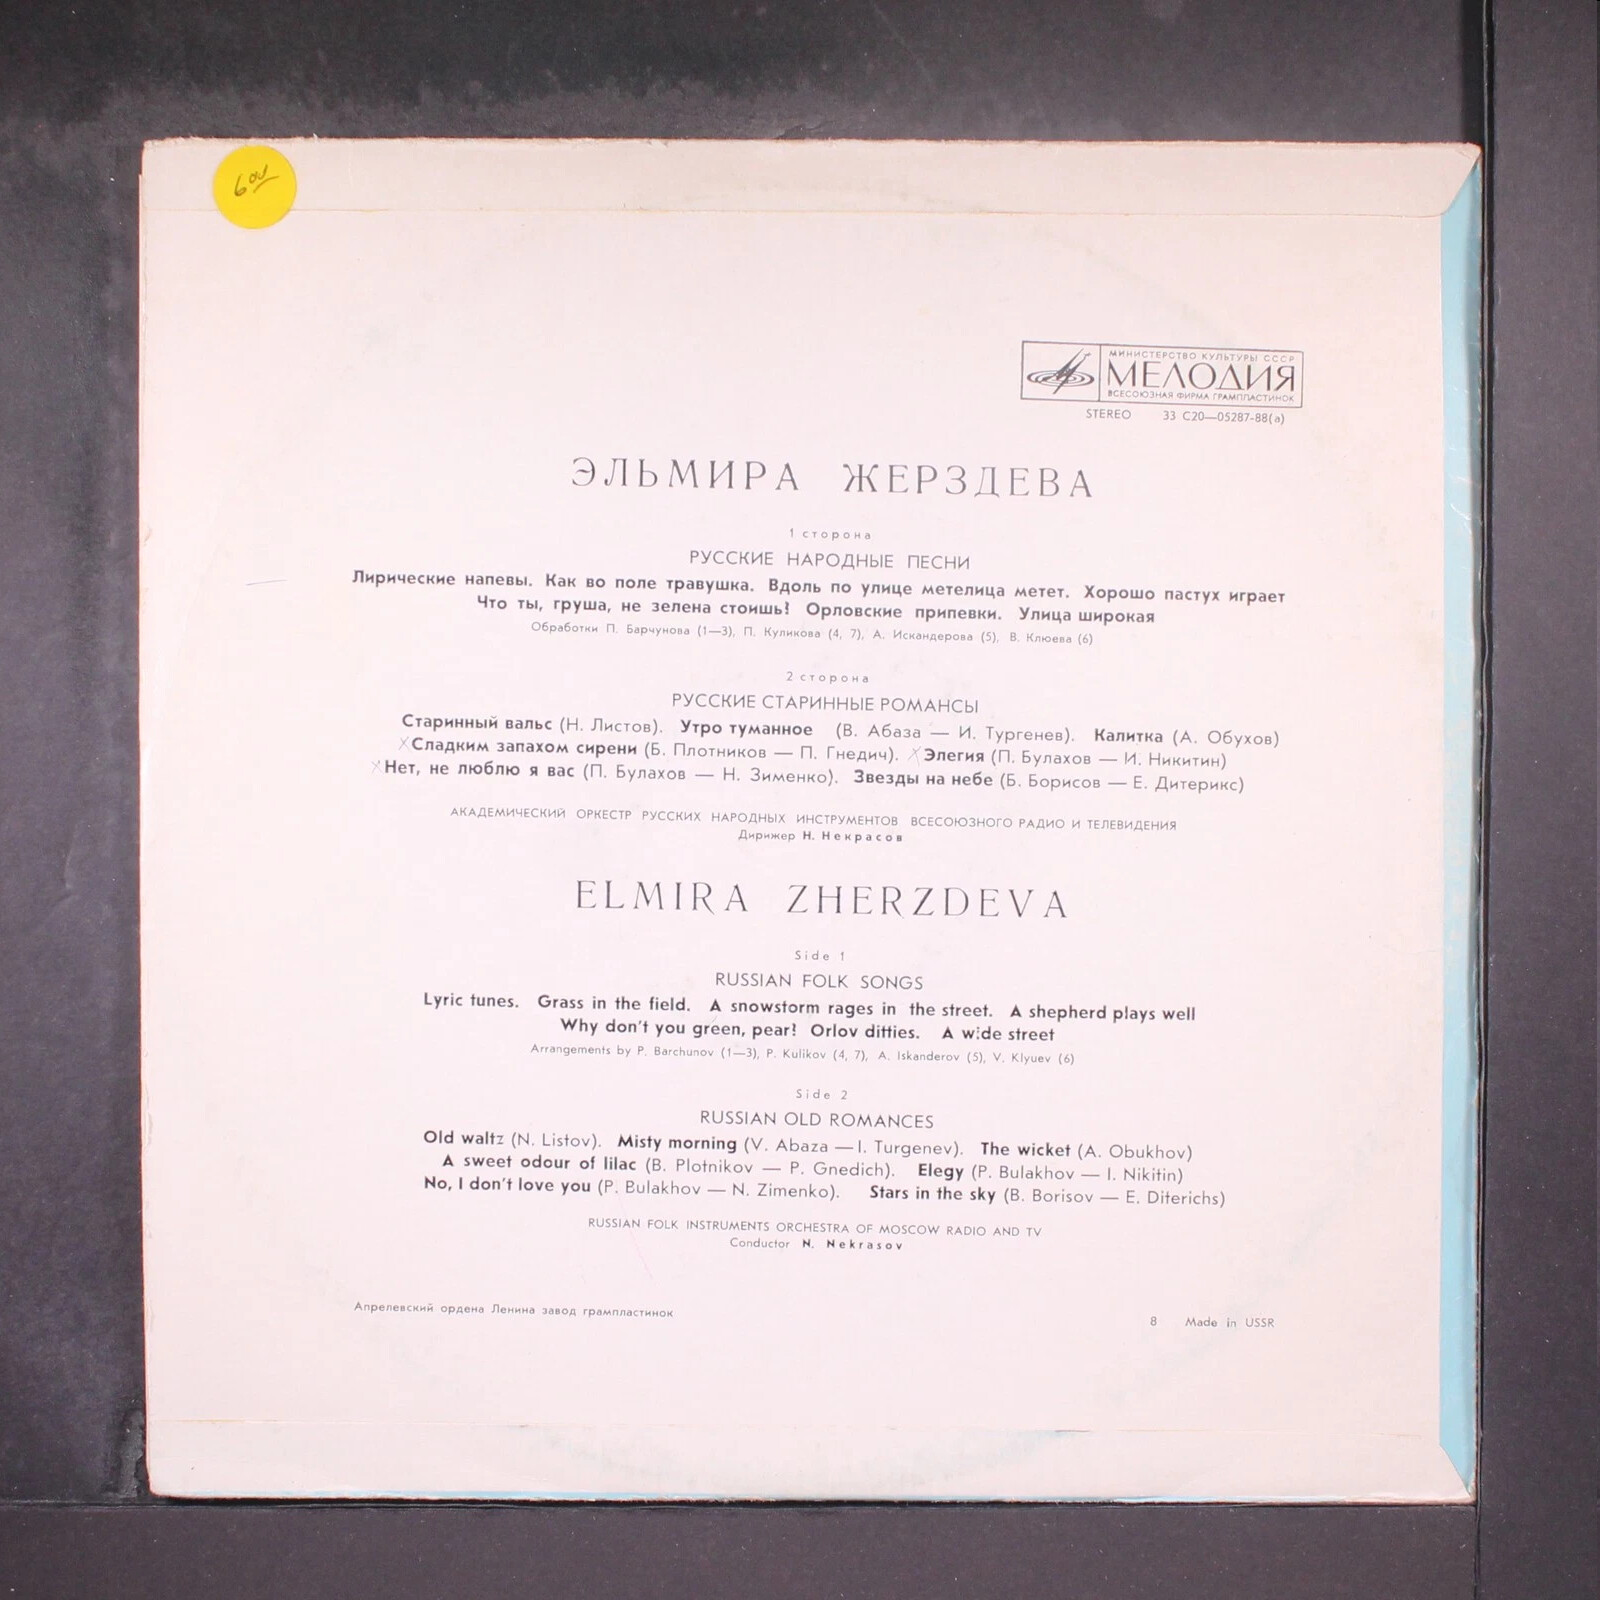 6 00
МИНИСТЕРСТВО КУЛЬТУРЫ СССР
МЕЛОДИЯ
ВСЕСОЮЗНАЯ ФИРМА ГРАМПЛАСТИНОК
STEREO 33 С20—05287-88(а)
ЭЛЬМИРА ЖЕРЗДЕВА
1 сторона
РУССКИЕ НАРОДНЫЕ ПЕСНИ
Лирические напевы. Как во поле травушка. Вдоль по улице метелица метет. Хорошо пастух играет
Что ты, груша, не зелена стоишь? Орловские припевки. Улица широкая
Обработки П. Барчунова (1—3), П. Куликова (4, 7), А. Искандерова (5), В. Клюева (6)
2 сторона
РУССКИЕ СТАРИННЫЕ РОМАНСЫ
Старинный вальс (Н. Листов). Утро туманное (В. Абаза — И. Тургенев). Калитка (А. Обухов)
Сладким запахом сирени (Б. Плотников — П. Гнедич). Элегия (П. Булахов — И. Никитин)
Нет, не люблю я вас (П. Булахов — Н. Зименко). Звезды на небе (Б. Борисов — Е. Дитерикс)
АКАДЕМИЧЕСКИЙ ОРКЕСТР РУССКИХ НАРОДНЫХ ИНСТРУМЕНТОВ ВСЕСОЮЗНОГО РАДИО И ТЕЛЕВИДЕНИЯ
Дирижер Н. Некрасов
ELMIRA ZHERZDEVA
Side 1
RUSSIAN FOLK SONGS
Lyric tunes. Grass in the field. A snowstorm rages in the street. A shepherd plays well
Why don't you green, pear? Orlov ditties. A wide street
Arrangements by P. Barchunov (1—3), P. Kulikov (4, 7), A. Iskanderov (5), V. Klyuev (6)
Side 2
RUSSIAN OLD ROMANCES
Old waltz (N. Listov). Misty morning (V. Abaza — I. Turgenev). The wicket (A. Obukhov)
A sweet odour of lilac (B. Plotnikov — P. Gnedich). Elegy (P. Bulakhov — I. Nikitin)
No, I don't love you (P. Bulakhov — N. Zimenko). Stars in the sky (B. Borisov — E. Diterichs)
RUSSIAN FOLK INSTRUMENTS ORCHESTRA OF MOSCOW RADIO AND TV
Conductor N. Nekrasov
Апрелевский ордена Ленина завод грампластинок
8 Made in USSR